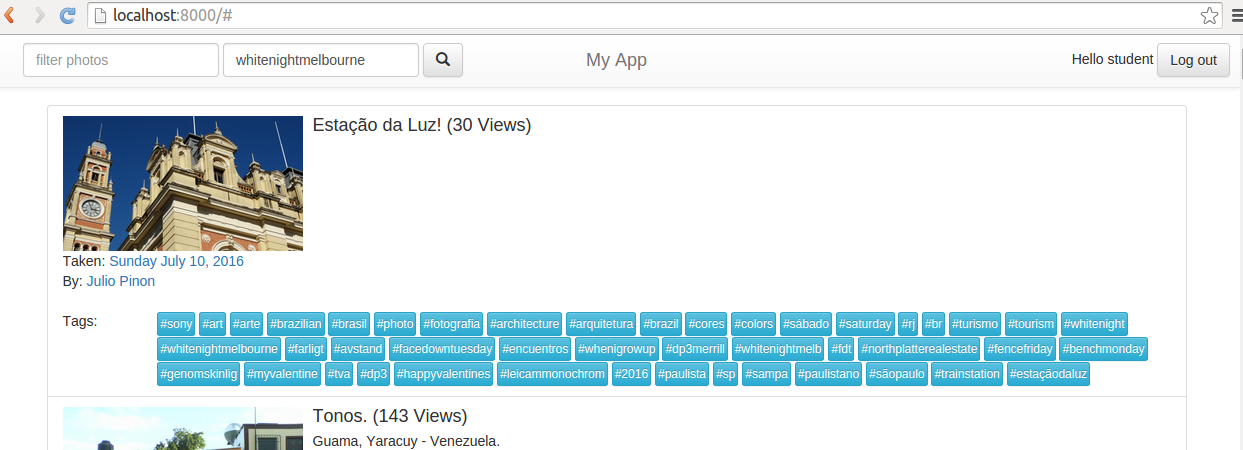 localhost:8000/#
filter photos whitenightmelbourne My App Hello student Log out
Estação da Luz! (30 Views)
Taken: Sunday July 10, 2016
By: Julio Pinon
Tags: #sony #art #arte #brazilian #brasil #photo #fotografia #architecture #arquitetura #brazil #cores #colors #sábado #saturday #rj #br #turismo #tourism #whitenight
#whitenightmelbourne #farligt #avstand #facedowntuesday #encuentros #whenigrowup #dp3merrill #whitenightmelb #fdt #northplatterealestate #fencefriday #benchmonday
#genomskinlig #myvalentine #tva #dp3 #happyvalentines #leicammonochrom #2016 #paulista #sp #sampa #paulistano #sãopaulo #trainstation #estaçãodaluz
Tonos. (143 Views)
Guama, Yaracuy - Venezuela.